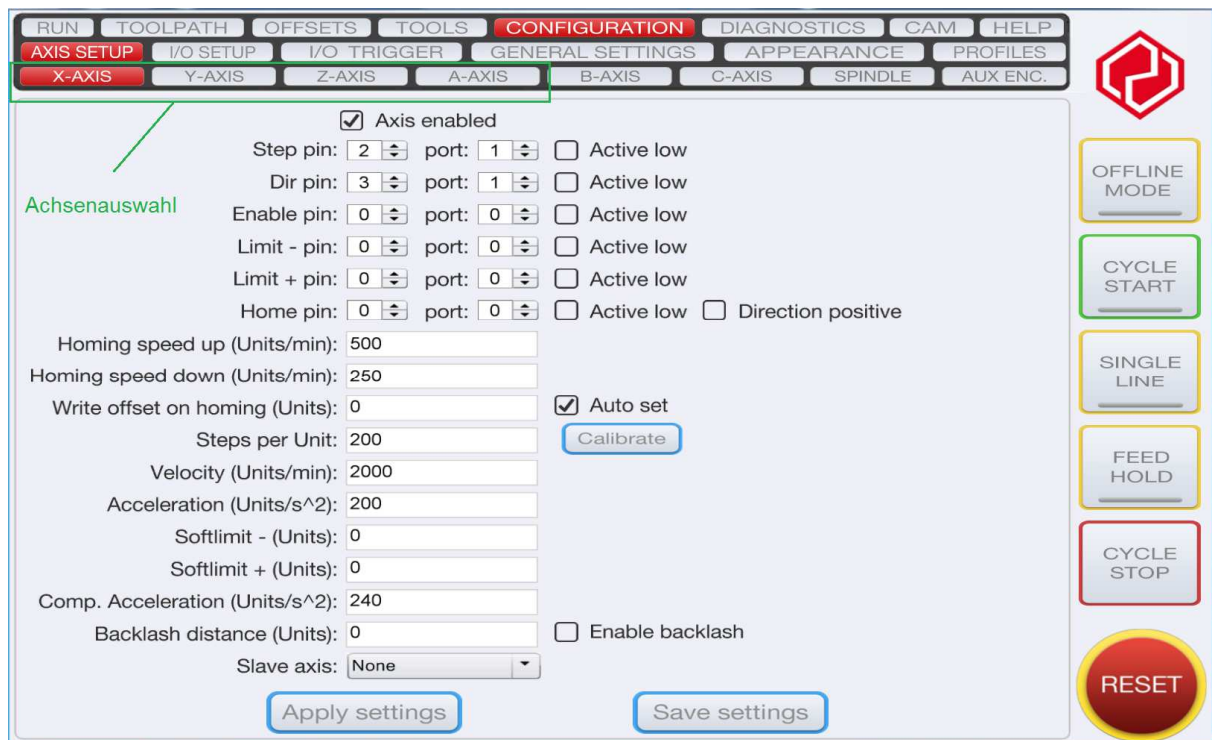 RUN TOOLPATH OFFSETS TOOLS CONFIGURATION DIAGNOSTICS CAM HELP
AXIS SETUP I/O SETUP I/O TRIGGER GENERAL SETTINGS APPEARANCE PROFILES
X-AXIS Y-AXIS Z-AXIS A-AXIS B-AXIS C-AXIS SPINDLE AUX ENC.
Axis enabled
Step pin: 2 port: 1 Active low
Dir pin: 3 port: 1 Active low
Achsenauswahl
Enable pin: 0 port: 0 Active low
Limit - pin: 0 port: 0 Active low
Limit + pin: 0 port: 0 Active low
Home pin: 0 port: 0 Active low Direction positive
Homing speed up (Units/min): 500
Homing speed down (Units/min): 250
Write offset on homing (Units): 0 Auto set
Steps per Unit: 200 Calibrate
Velocity (Units/min): 2000
Acceleration (Units/s^2): 200
Softlimit - (Units): 0
Softlimit + (Units): 0
Comp. Acceleration (Units/s^2): 240
Backlash distance (Units): 0 Enable backlash
Slave axis: None
Apply settings Save settings
OFFLINE
MODE
CYCLE
START
SINGLE
LINE
FEED
HOLD
CYCLE
STOP
RESET